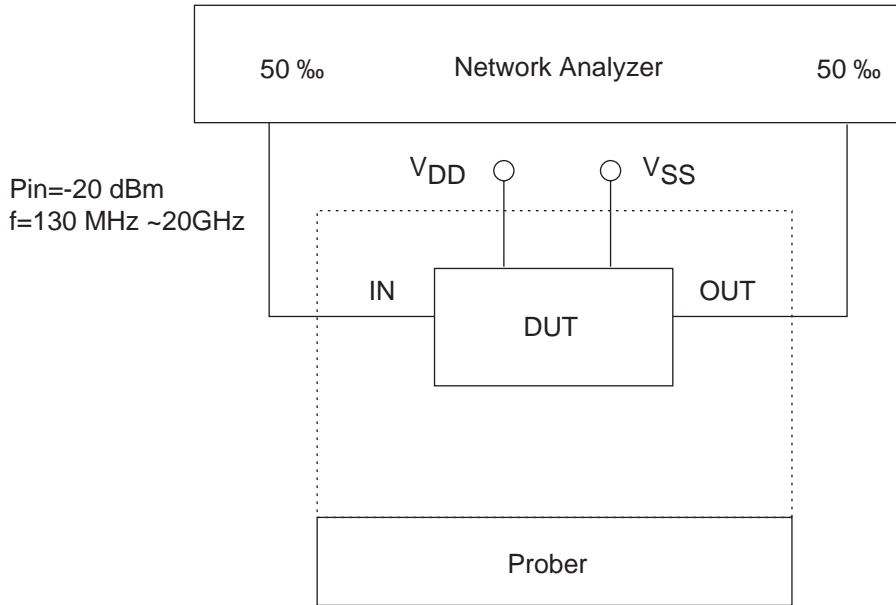 50 ‰
Network Analyzer
50 ‰
VDD
VSS
Pin=-20 dBm
f=130 MHz ~20GHz
IN
OUT
DUT
Prober